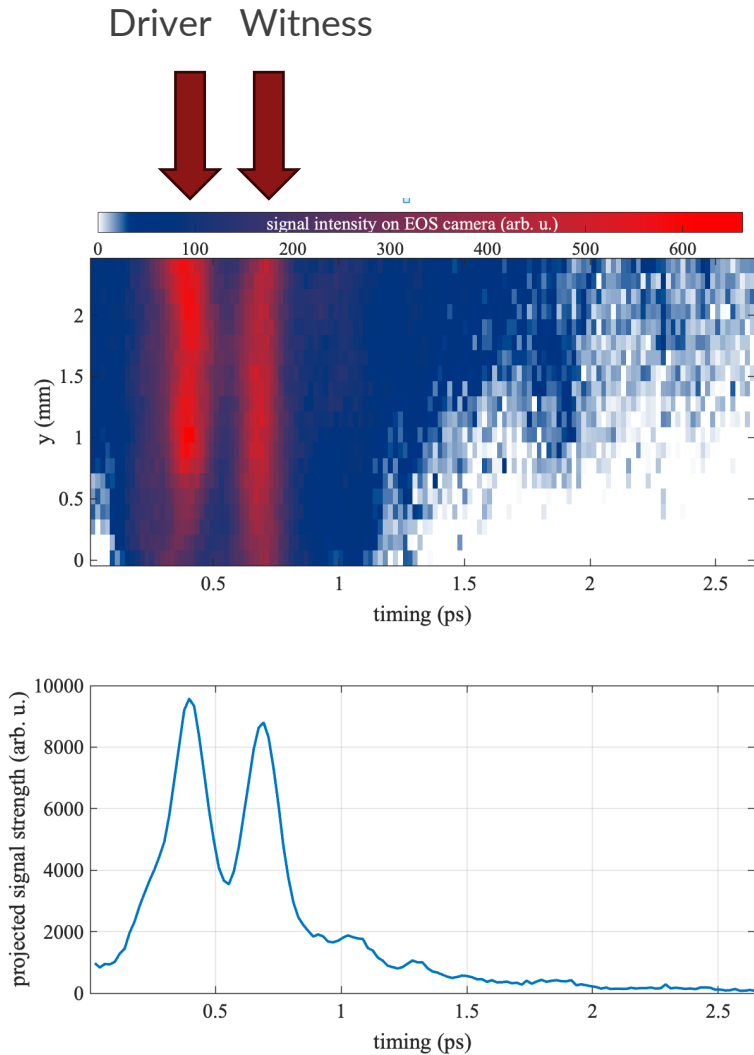 Driver Witness
signal intensity on EOS camera (arb. u.)
0 100 200 300 400 500 600
2
1.5
1
0.5
0
y (mm)
0.5 1 1.5 2 2.5
timing (ps)
10000
8000
6000
4000
2000
0
projected signal strength (arb. u.)
0.5 1 1.5 2 2.5
timing (ps)